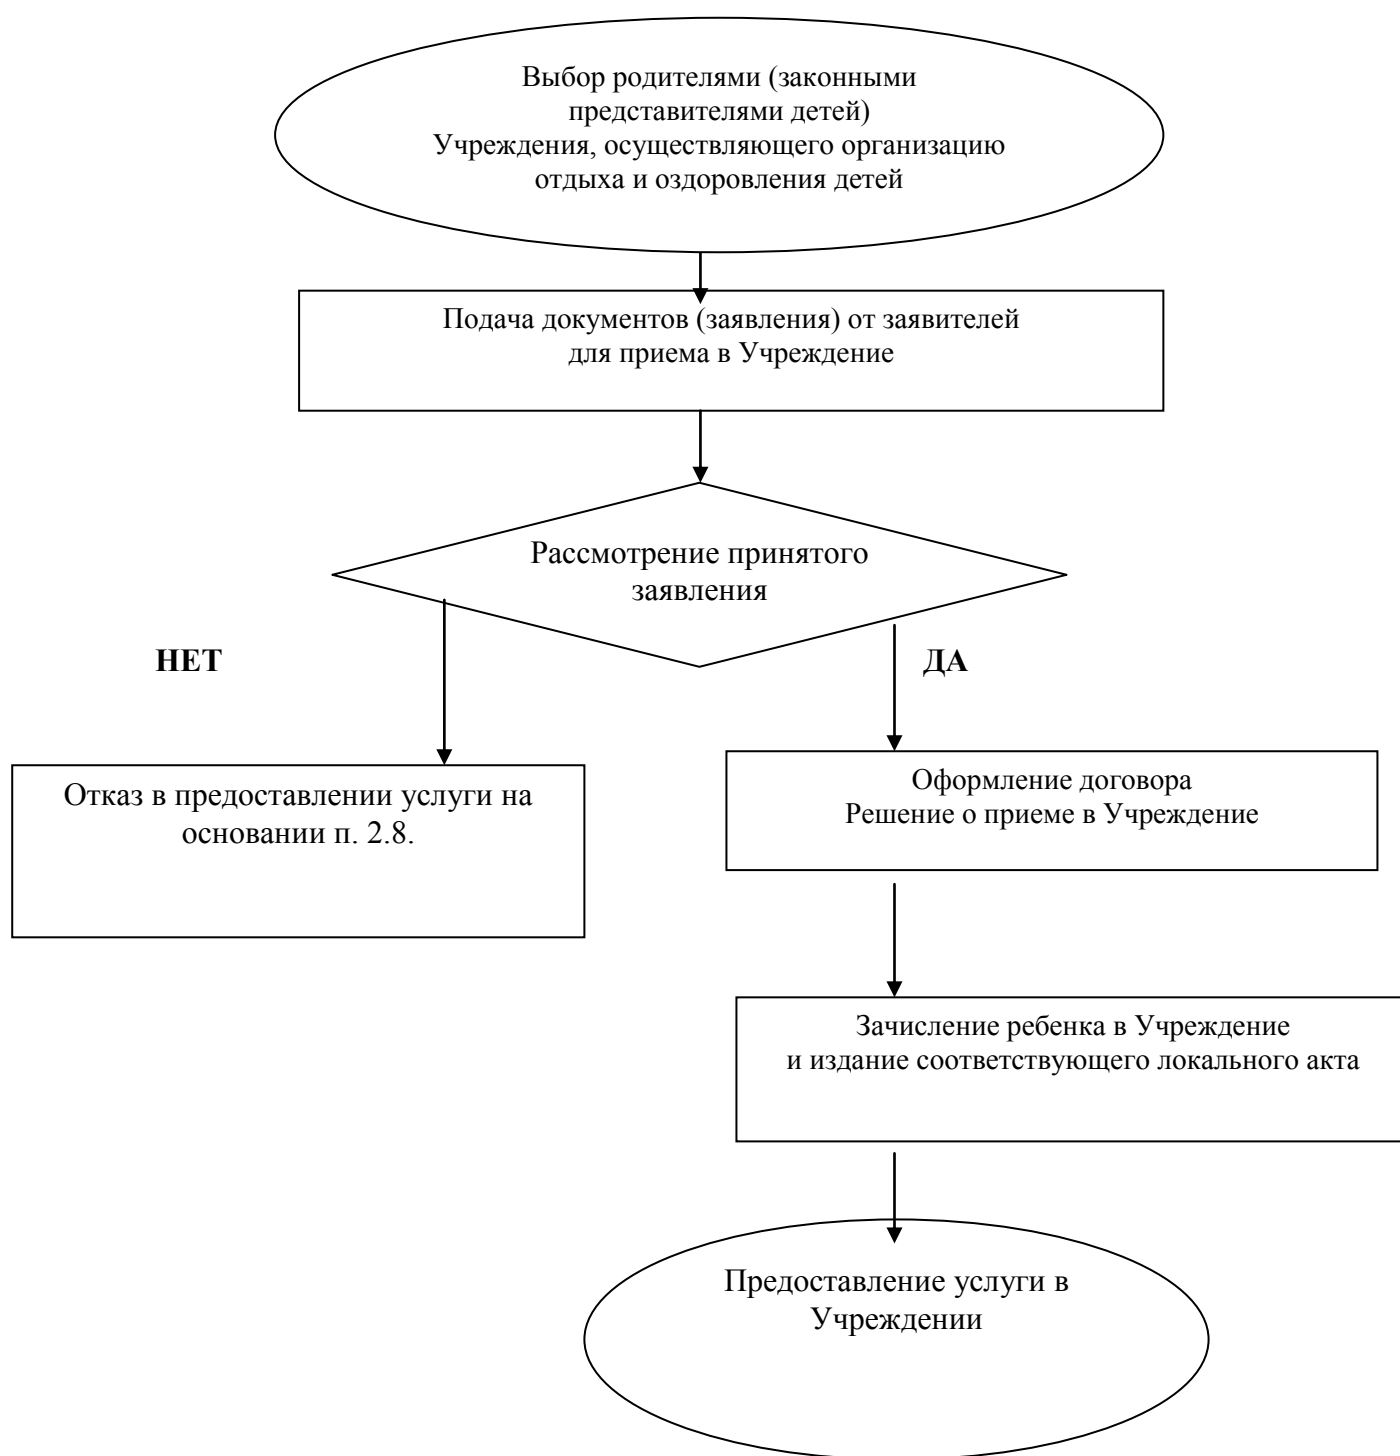 Выбор родителями (законными
представителями детей)
Учреждения, осуществляющего организацию
отдыха и оздоровления детей
Подача документов (заявления) от заявителей
для приема в Учреждение
Рассмотрение принятого
заявления
НЕТ
ДА
Отказ в предоставлении услуги на
основании п. 2.8.
Оформление договора
Решение о приеме в Учреждение
Зачисление ребенка в Учреждение
и издание соответствующего локального акта
Предоставление услуги в
Учреждении